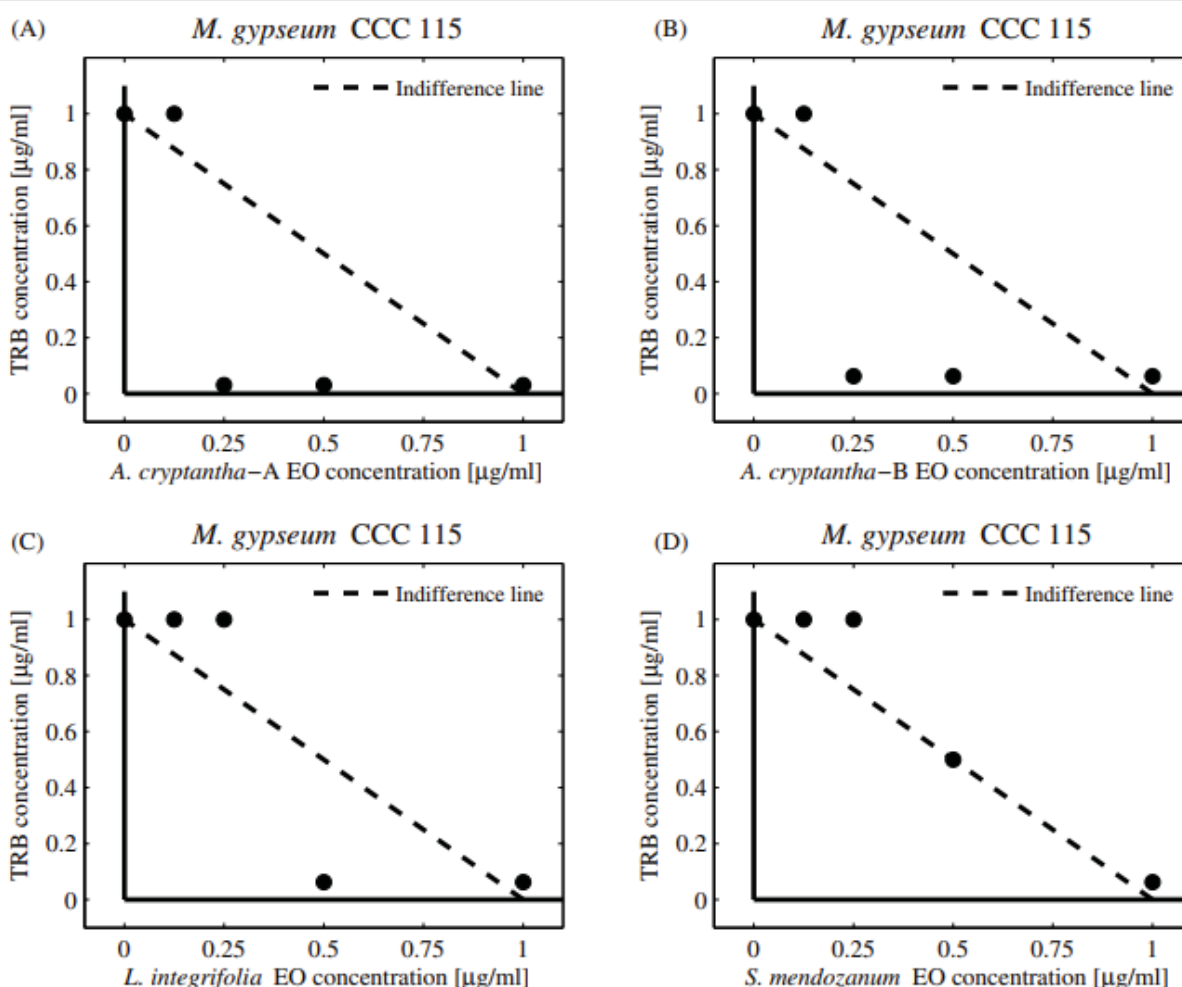 (A) M. gypseum CCC 115
Indifference line
TRB concentration [µg/ml]
1
0.8
0.6
0.4
0.2
0
0 0.25 0.5 0.75 1
A. cryptantha−A EO concentration [µg/ml]
(B) M. gypseum CCC 115
Indifference line
TRB concentration [µg/ml]
1
0.8
0.6
0.4
0.2
0
0 0.25 0.5 0.75 1
A. cryptantha−B EO concentration [µg/ml]
(C) M. gypseum CCC 115
Indifference line
TRB concentration [µg/ml]
1
0.8
0.6
0.4
0.2
0
0 0.25 0.5 0.75 1
L. integrifolia EO concentration [µg/ml]
(D) M. gypseum CCC 115
Indifference line
TRB concentration [µg/ml]
1
0.8
0.6
0.4
0.2
0
0 0.25 0.5 0.75 1
S. mendozanum EO concentration [µg/ml]